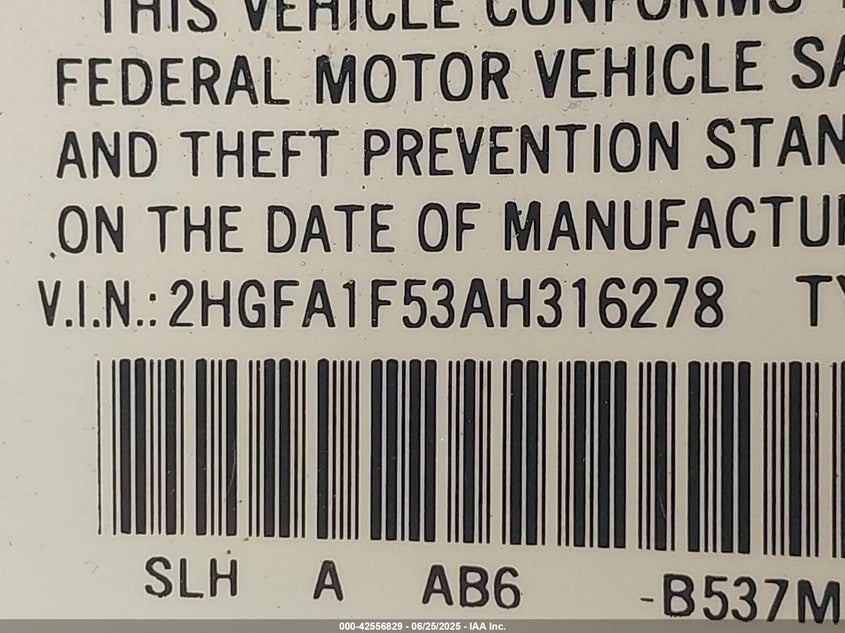 THIS VEHICLE CONFORMS
FEDERAL MOTOR VEHICLE SA
AND THEFT PREVENTION STAN
ON THE DATE OF MANUFACTU
V.I.N.: 2HGFA1F53AH316278 TY
SLH A AB6 -B537M
000-42556829 - 06/25/2025 - IAA Inc.